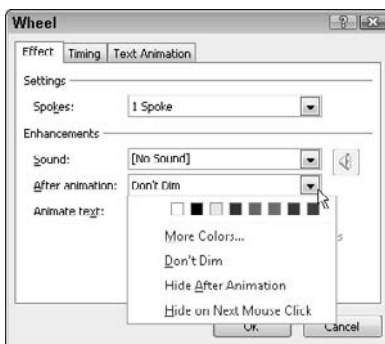 Wheel
Effect Timing Text Animation
Settings
Spokes: 1 Spoke
Enhancements
Sound: [No Sound]
After animation: Don't Dim
Animate text:
More Colors...
Don't Dim
Hide After Animation
Hide on Next Mouse Click
OK Cancel